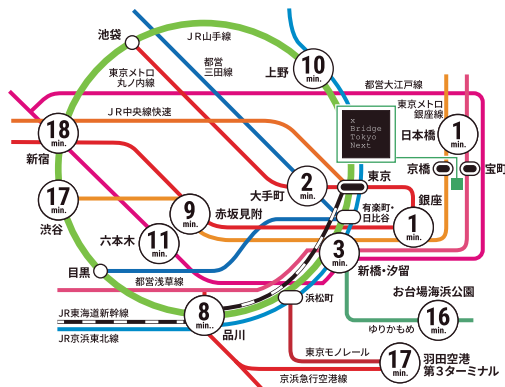 池袋
JR山手線
都営
三田線
東京メトロ
丸ノ内線
上野
10
min.
都営大江戸線
JR中央線快速
x
Bridge
Tokyo
Next
東京メトロ
銀座線
日本橋
1
min.
18
min.
新宿
京橋
宝町
17
min.
渋谷
大手町
2
min.
東京
9
min.
赤坂見附
有楽町・
日比谷
銀座
1
min.
六本木
11
min.
3
min.
新橋・汐留
目黒
都営浅草線
浜松町
お台場海浜公園
16
min.
JR東海道新幹線
JR京浜東北線
8
min..
品川
ゆりかもめ
東京モノレール
17
min.
羽田空港
第３ターミナル
京浜急行空港線